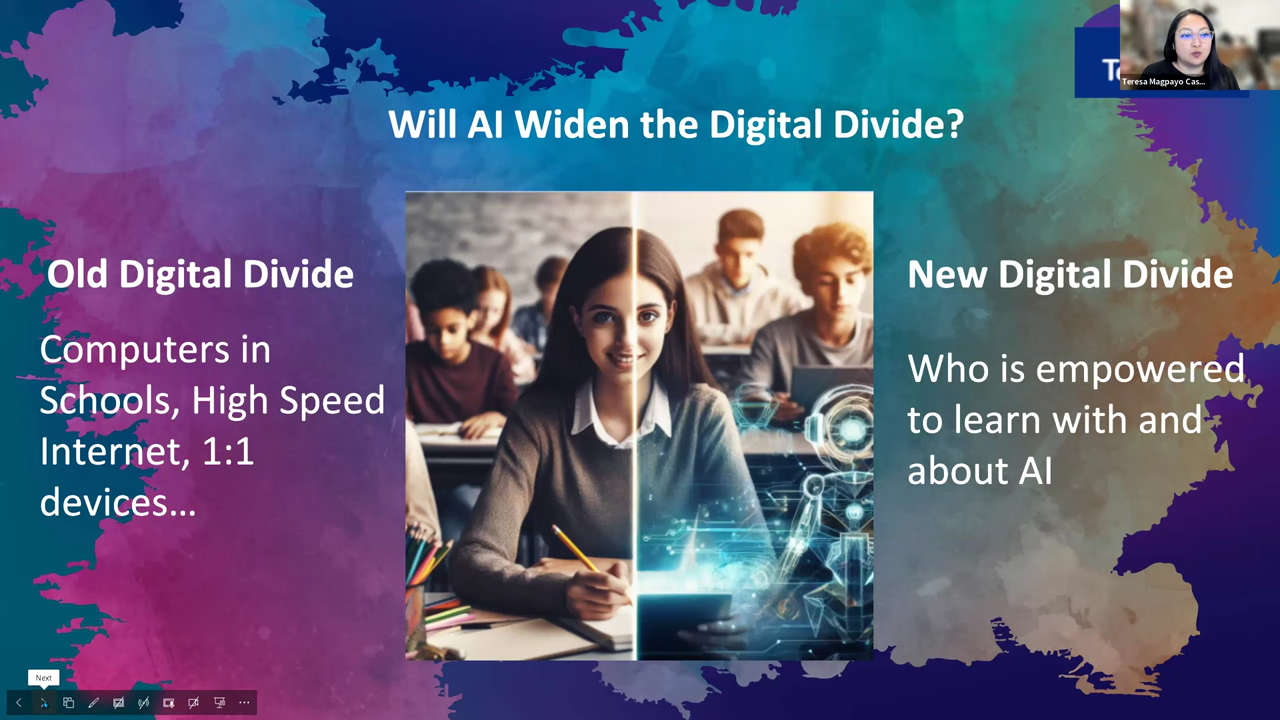 Teresa Magpayo Cas...
Will AI Widen the Digital Divide?
Old Digital Divide
Computers in
Schools, High Speed
Internet, 1:1
devices...
New Digital Divide
Who is empowered
to learn with and
about AI
Next